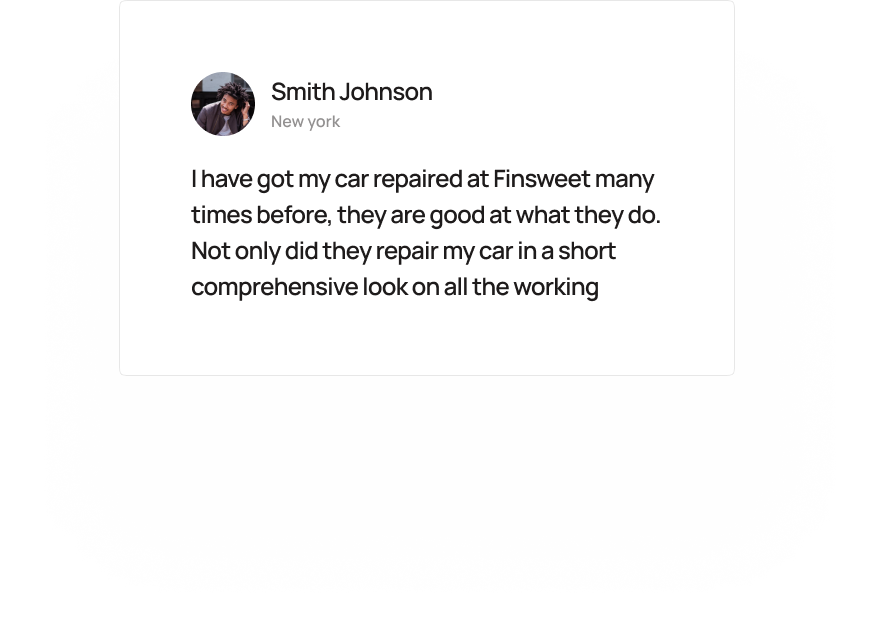 Smith Johnson
New york
I have got my car repaired at Finsweet many
times before, they are good at what they do.
Not only did they repair my car in a short
comprehensive look on all the working